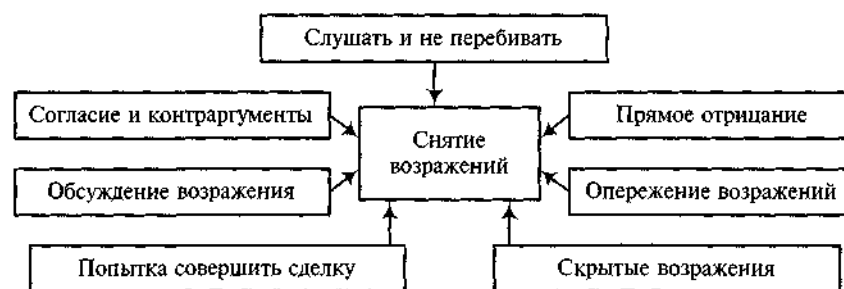 Слушать и не перебивать
Согласие и контраргументы
Прямое отрицание
Снятие
возражений
Обсуждение возражения
Опережение возражений
Попытка совершить сделку
Скрытые возражения